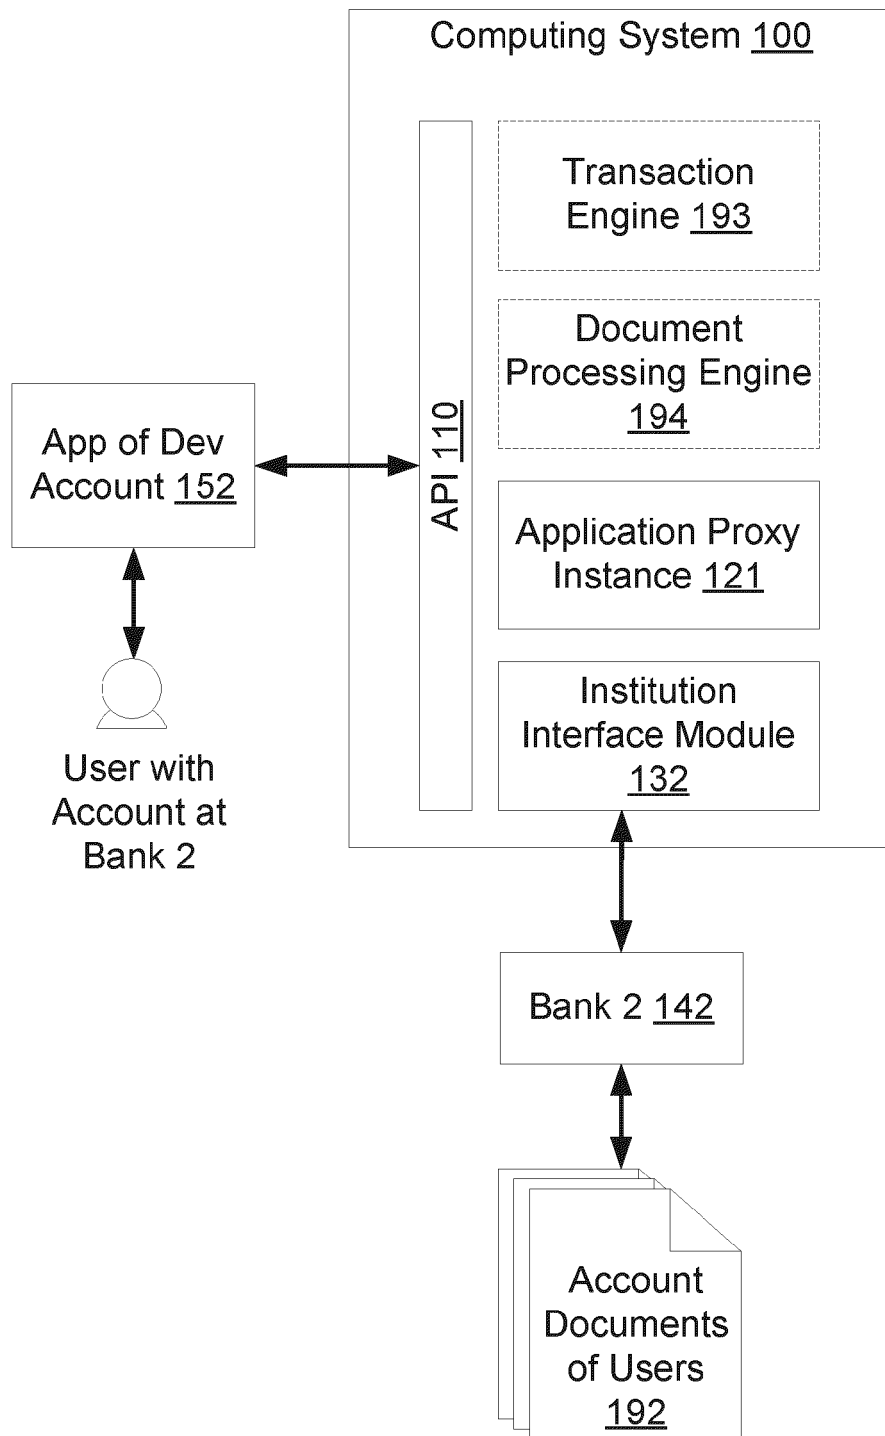 Computing System 100
Transaction
Engine 193
Document
Processing Engine
194
API 110
App of Dev
Account 152
Application Proxy
Instance 121
Institution
Interface Module
132
User with
Account at
Bank 2
Bank 2 142
Account
Documents
of Users
192